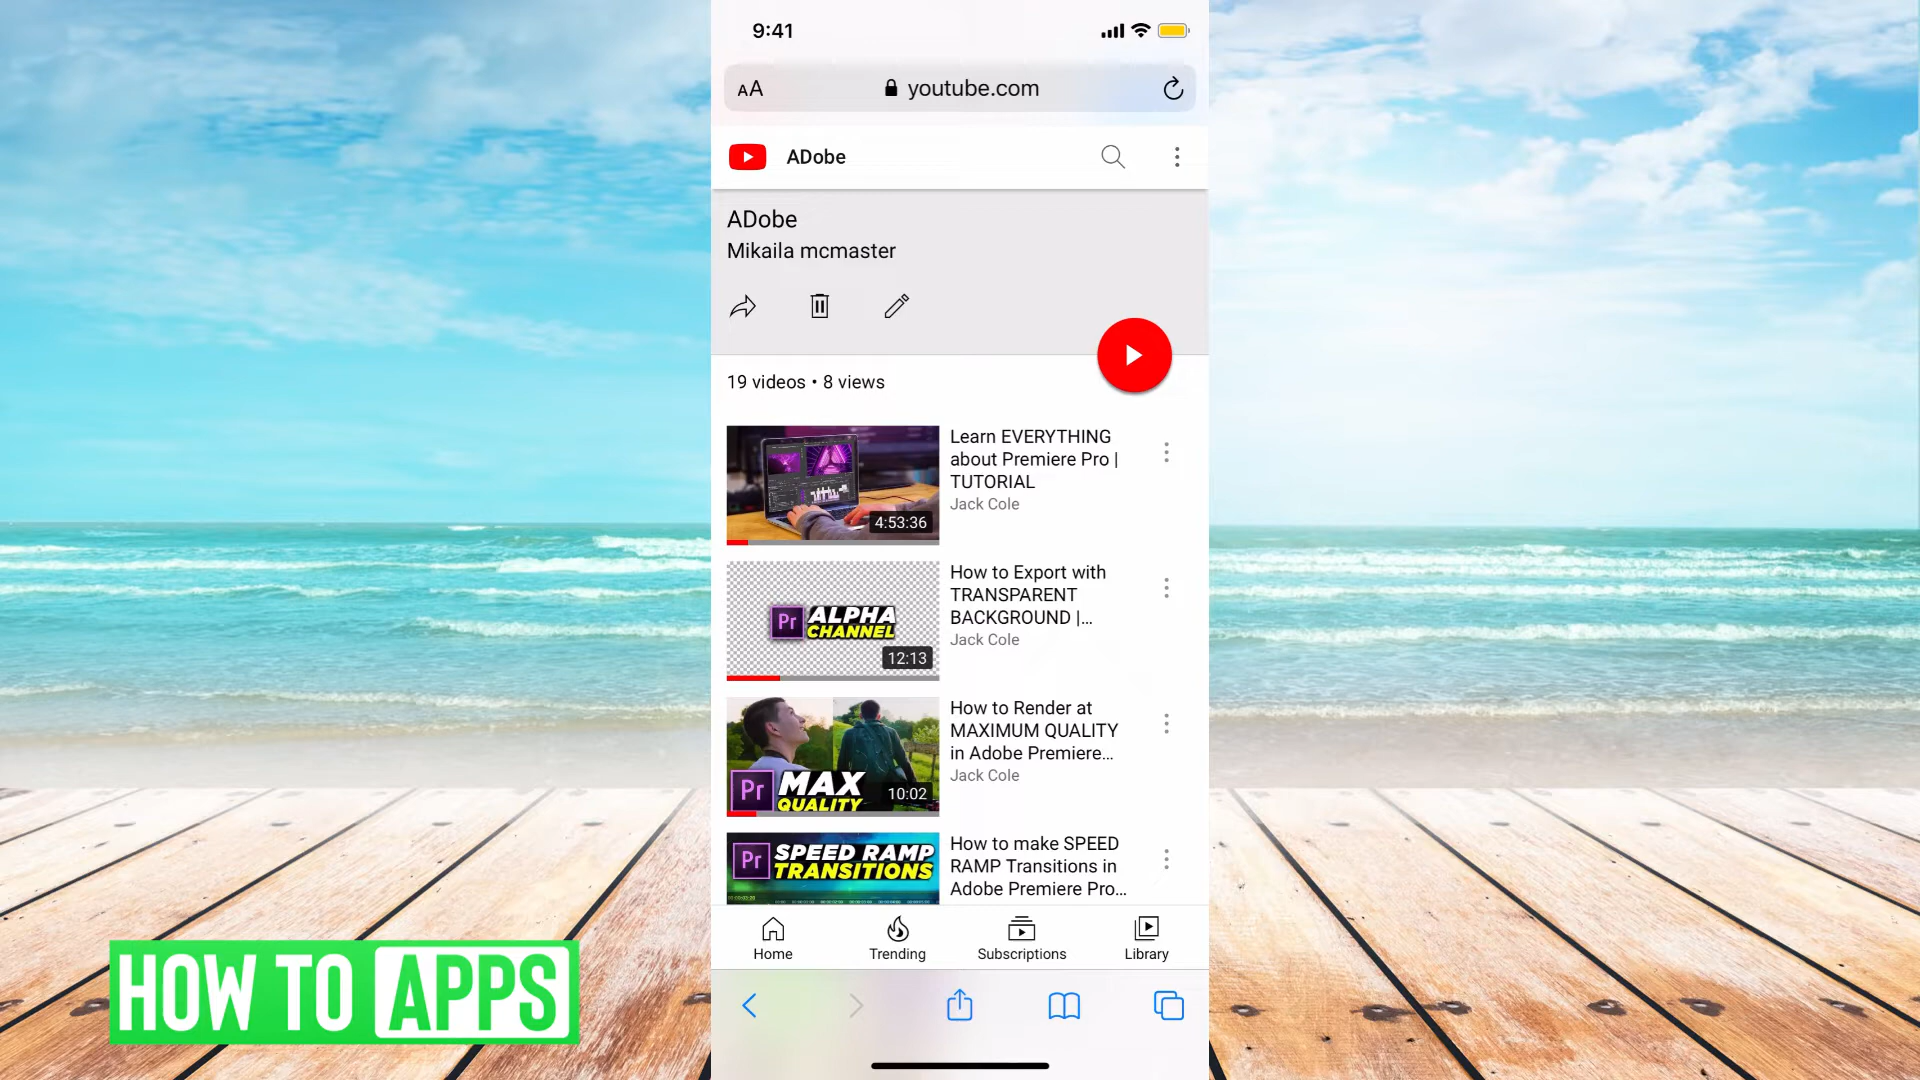 9:41
AA
youtube.com
ADobe
ADobe
Mikaila mcmaster
19 videos • 8 views
Learn EVERYTHING
about Premiere Pro |
TUTORIAL
Jack Cole
4:53:36
How to Export with
TRANSPARENT
BACKGROUND |...
Jack Cole
Pr ALPHA
CHANNEL
12:13
How to Render at
MAXIMUM QUALITY
in Adobe Premiere...
Jack Cole
Pr MAX
QUALITY
10:02
How to make SPEED
RAMP Transitions in
Adobe Premiere Pro...
Pr SPEED RAMP
TRANSITIONS
Home
Trending
Subscriptions
Library
HOW TO APPS